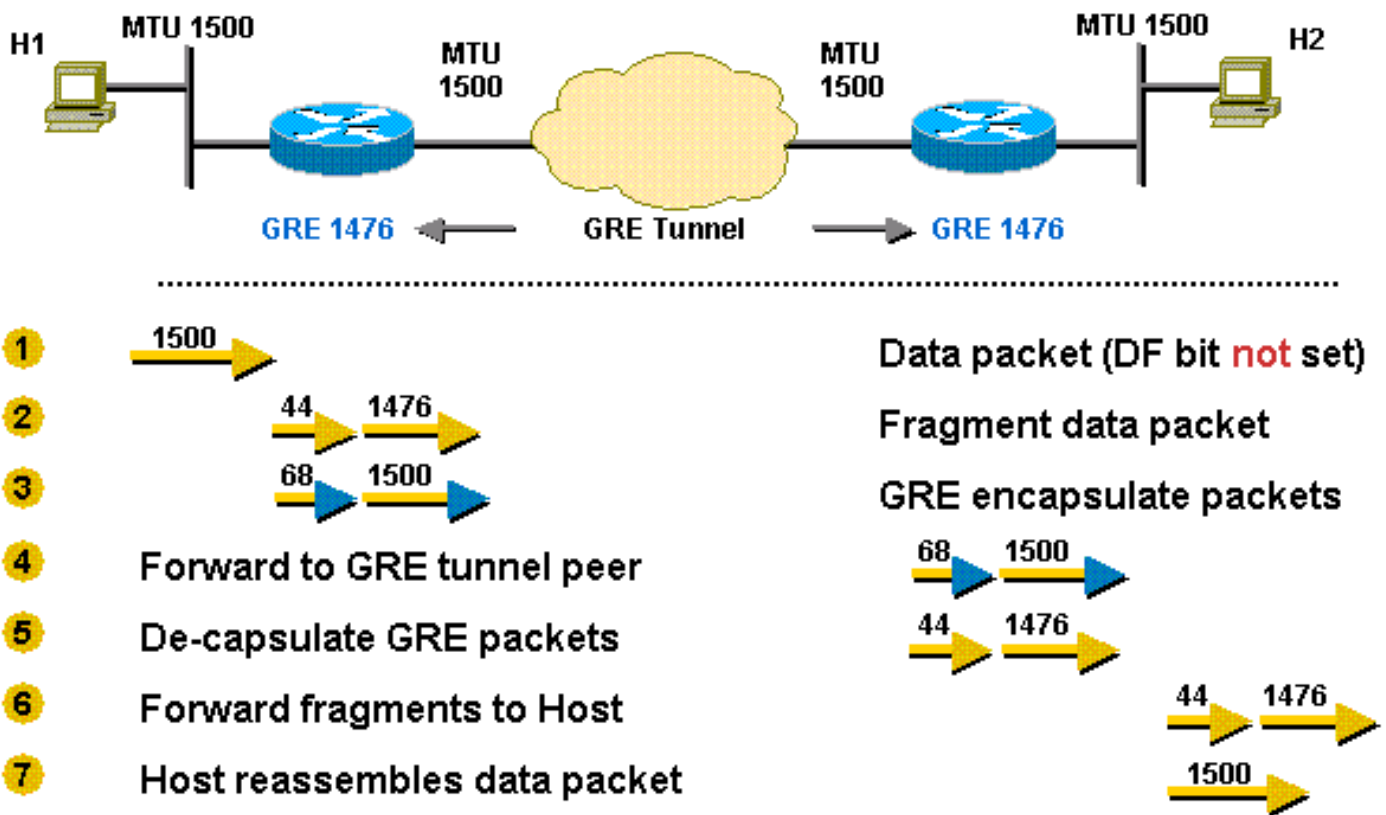 H1
MTU 1500
MTU
1500
MTU
1500
MTU 1500
H2
GRE 1476
GRE Tunnel
GRE 1476
1
1500
Data packet (DF bit not set)
2
44 1476
Fragment data packet
3
68 1500
GRE encapsulate packets
4
Forward to GRE tunnel peer
68 1500
5
De-capsulate GRE packets
44 1476
6
Forward fragments to Host
44 1476
7
Host reassembles data packet
1500